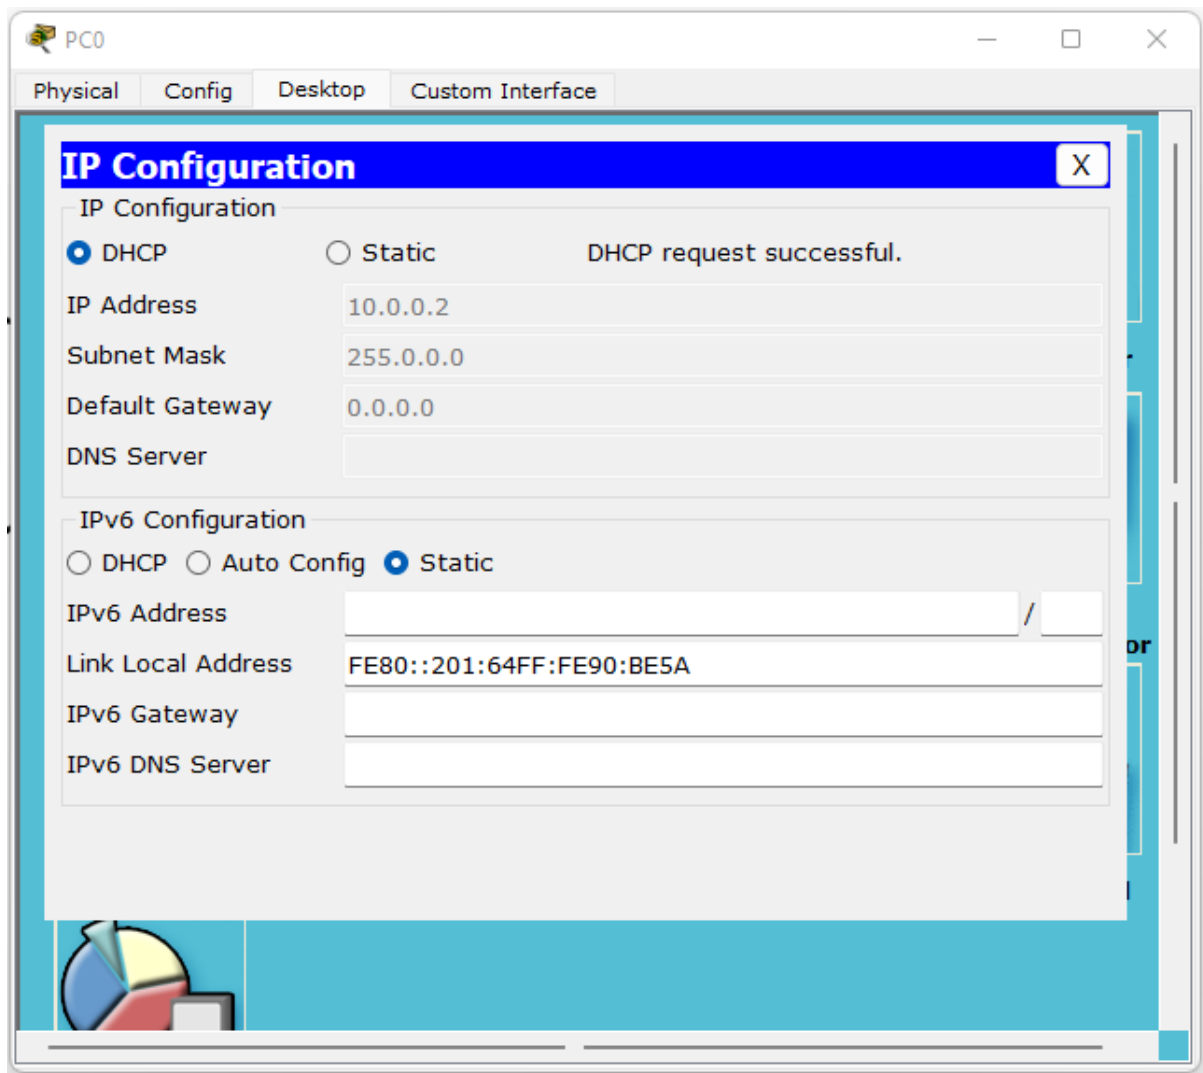 PC0
Physical Config Desktop Custom Interface
IP Configuration X
IP Configuration
DHCP Static DHCP request successful.
IP Address 10.0.0.2
Subnet Mask 255.0.0.0
Default Gateway 0.0.0.0
DNS Server
IPv6 Configuration
DHCP Auto Config Static
IPv6 Address /
Link Local Address FE80::201:64FF:FE90:BE5A
or
IPv6 Gateway
IPv6 DNS Server